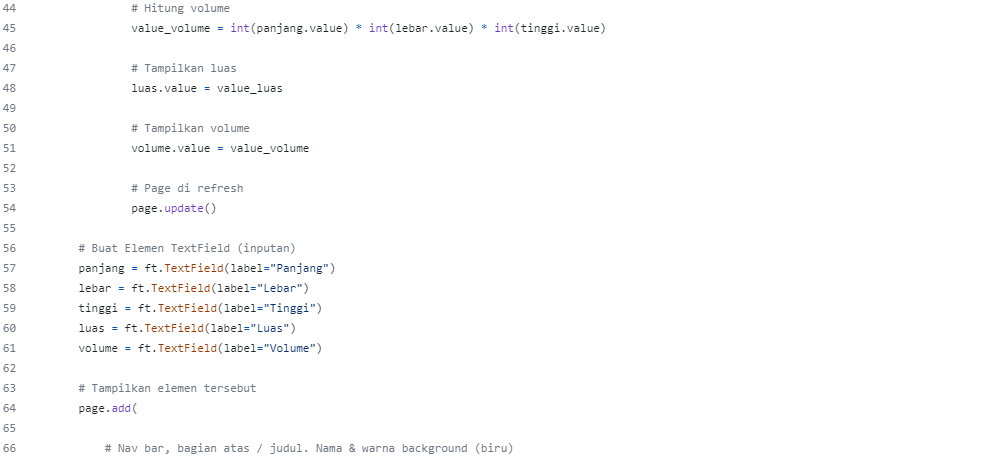 44 # Hitung volume
45 value_volume = int(panjang.value) * int(lebar.value) * int(tinggi.value)
46
47 # Tampilkan luas
48 luas.value = value_luas
49
50 # Tampilkan volume
51 volume.value = value_volume
52
53 # Page di refresh
54 page.update()
55
56 # Buat Elemen TextField (inputan)
57 panjang = ft.TextField(label="Panjang")
58 lebar = ft.TextField(label="Lebar")
59 tinggi = ft.TextField(label="Tinggi")
60 luas = ft.TextField(label="Luas")
61 volume = ft.TextField(label="Volume")
62
63 # Tampilkan elemen tersebut
64 page.add(
65
66 # Nav bar, bagian atas / judul. Nama & warna background (biru)